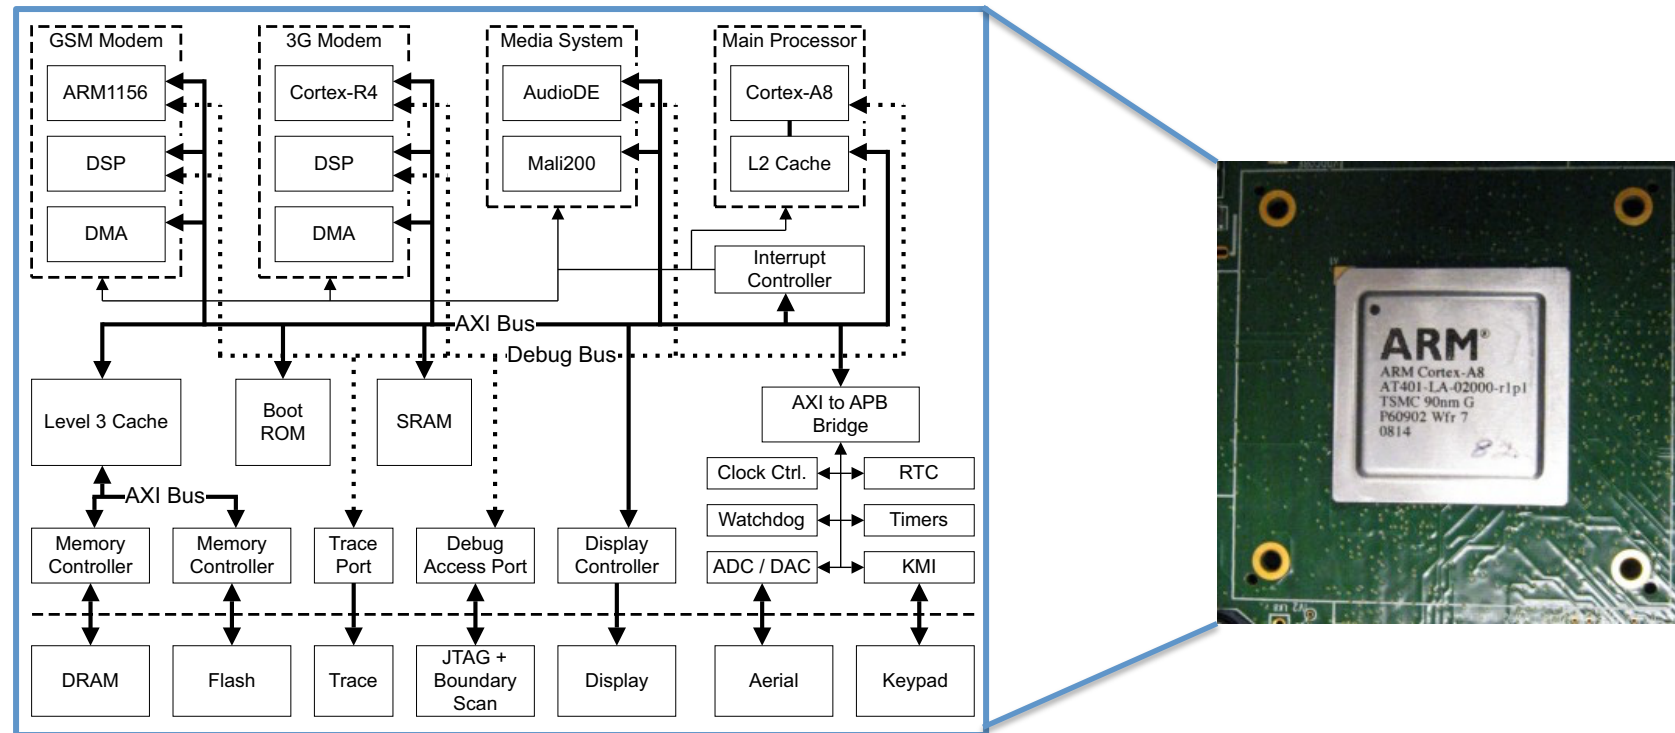 GSM Modem
3G Modem
Media System
Main Processor
ARM1156
Cortex-R4
AudioDE
Cortex-A8
DSP
DSP
Mali200
L2 Cache
DMA
DMA
Interrupt
Controller
AXI Bus
Debug Bus
Level 3 Cache
Boot
ROM
SRAM
AXI to APB
Bridge
Clock Ctrl.
RTC
AXI Bus
Watchdog
Timers
Memory
Controller
Memory
Controller
Trace
Port
Debug
Access Port
Display
Controller
ADC / DAC
KMI
DRAM
Flash
Trace
JTAG +
Boundary
Scan
Display
Aerial
Keypad
ARM®
ARM Cortex-A8
AT401-LA-02000-r1p1
TSMC 90nm G
P60902 Wfr 7
0814